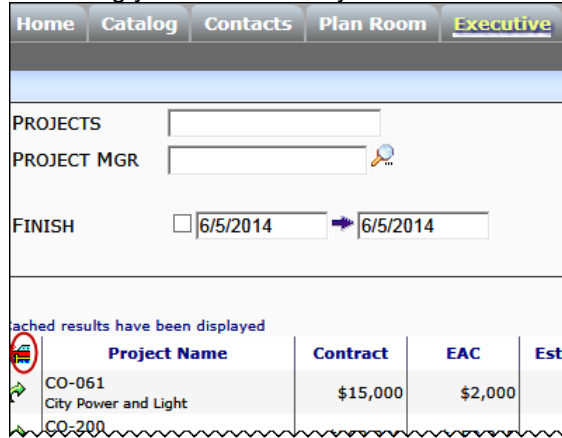 Home Catalog Contacts Plan Room Executive
PROJECTS
PROJECT MGR
FINISH 6/5/2014 6/5/2014
Cached results have been displayed
Project Name Contract EAC Est
CO-061 $15,000 $2,000
City Power and Light
CO-200